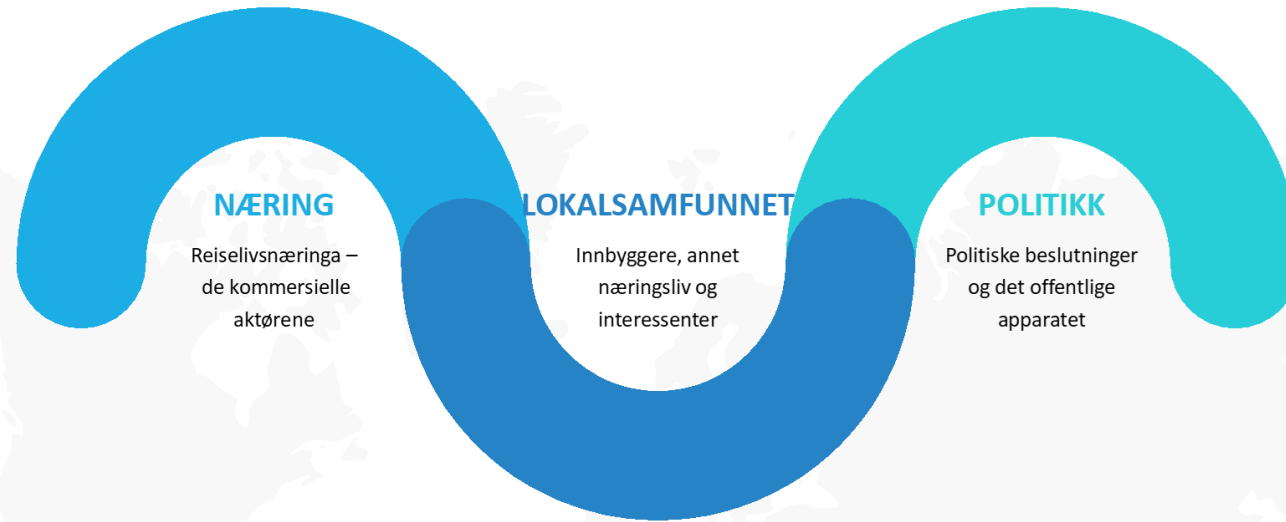 NÆRING
Reiselivsnæringa –
de kommersielle
aktørene
LOKALSAMFUNNET
Innbyggere, annet
næringsliv og
interessenter
POLITIKK
Politiske beslutninger
og det offentlige
apparatet